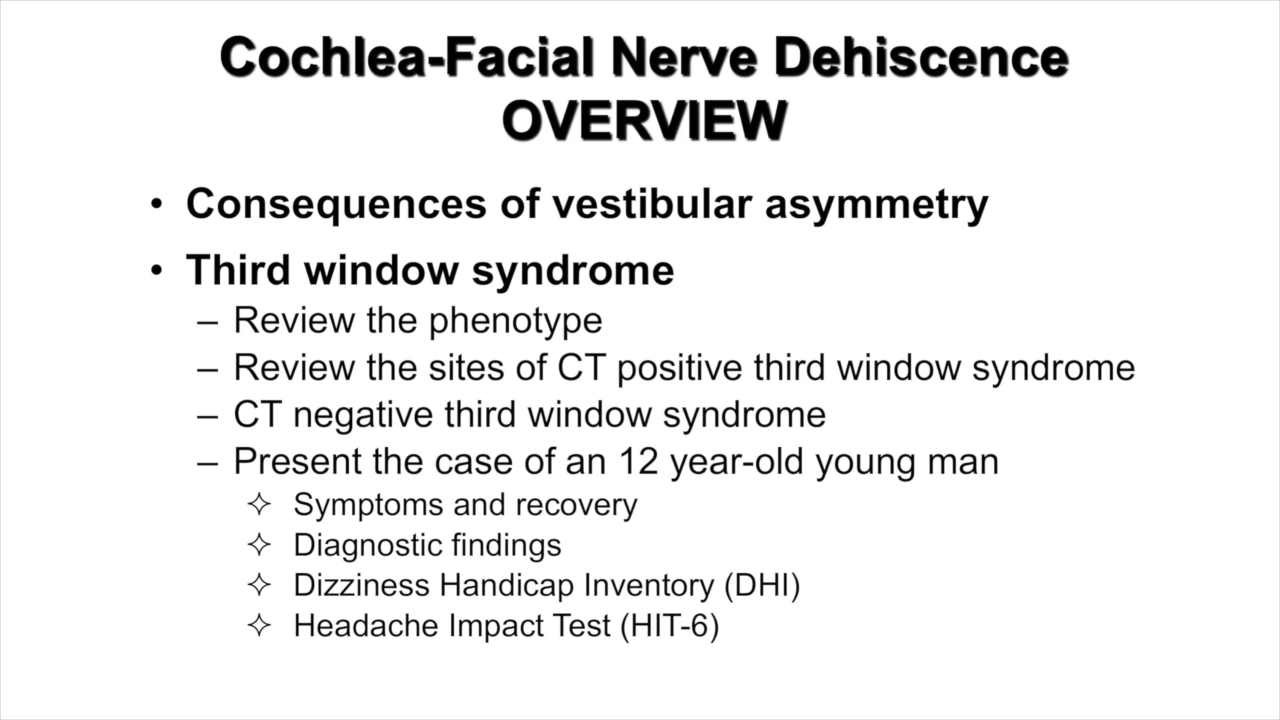 Cochlea-Facial Nerve Dehiscence
OVERVIEW
• Consequences of vestibular asymmetry
• Third window syndrome
– Review the phenotype
– Review the sites of CT positive third window syndrome
– CT negative third window syndrome
– Present the case of an 12 year-old young man
✧ Symptoms and recovery
✧ Diagnostic findings
✧ Dizziness Handicap Inventory (DHI)
✧ Headache Impact Test (HIT-6)